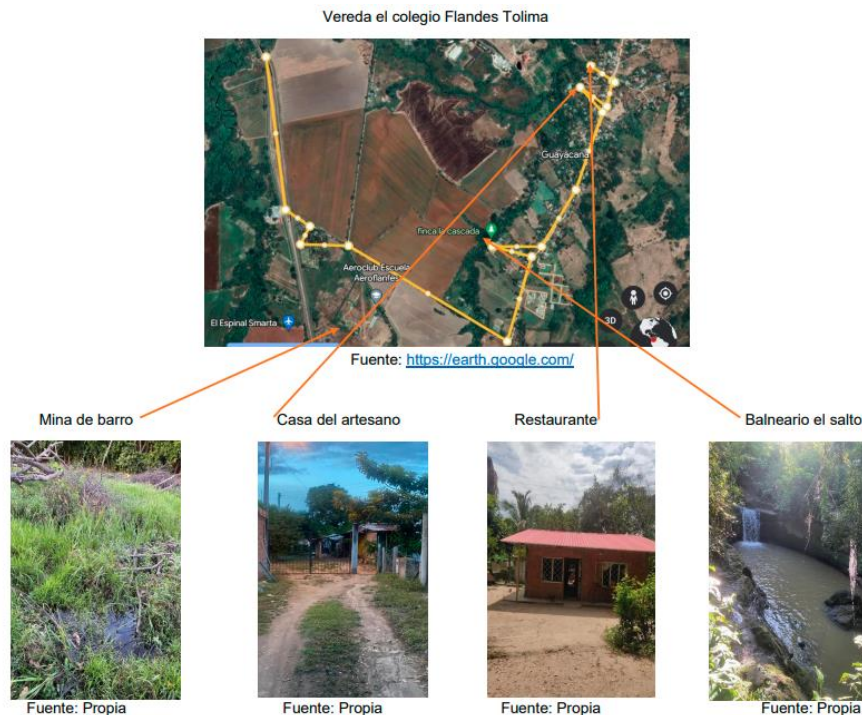 Vereda el colegio Flandes Tolima
Guayacana
finca la cascada
Aeroclub Escuela
Aeroflantes
El Espinal Smarta
3D
Fuente: https://earth.google.com/
Mina de barro
Casa del artesano
Restaurante
Balneario el salto
Fuente: Propia
Fuente: Propia
Fuente: Propia
Fuente: Propia